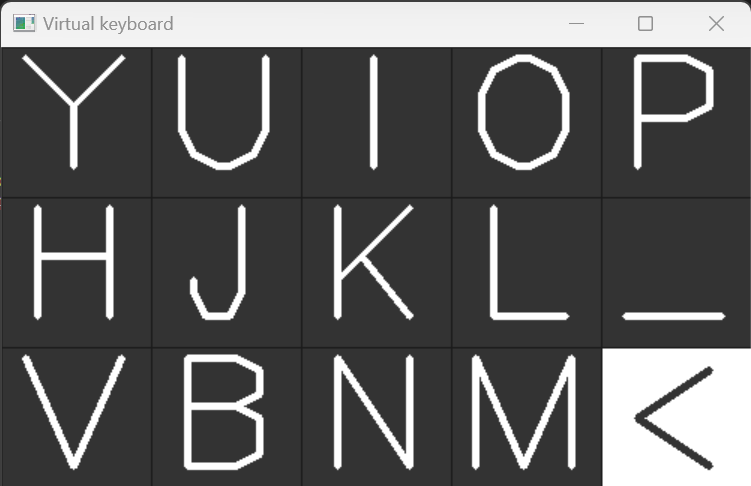 Virtual keyboard
Y U I O P
H J K L _
V B N M <